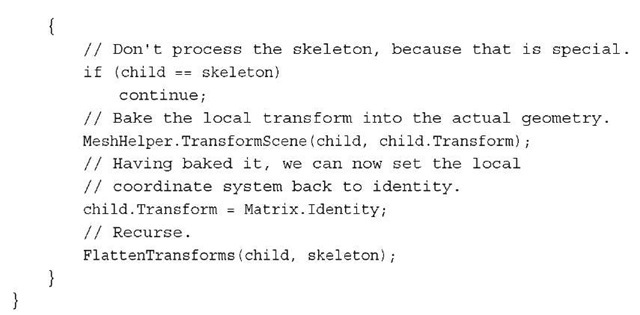 {
// Don't process the skeleton, because that is special.
if (child == skeleton)
continue;
// Bake the local transform into the actual geometry.
MeshHelper.TransformScene(child, child.Transform);
// Having baked it, we can now set the local
// coordinate system back to identity.
child.Transform = Matrix.Identity;
// Recurse.
FlattenTransforms(child, skeleton);
}
}